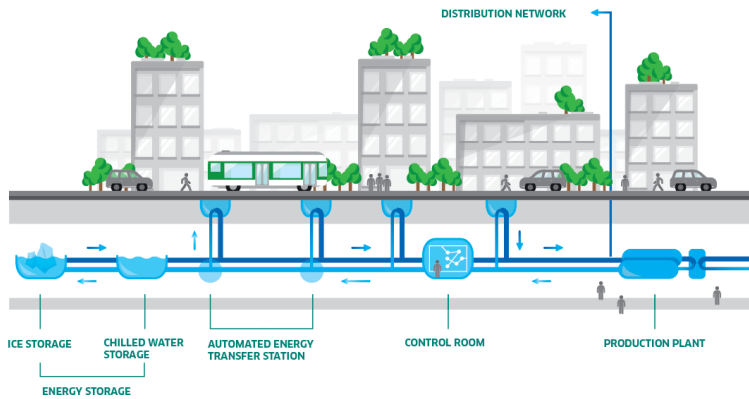 DISTRIBUTION NETWORK
ICE STORAGE
CHILLED WATER
STORAGE
AUTOMATED ENERGY
TRANSFER STATION
CONTROL ROOM
PRODUCTION PLANT
ENERGY STORAGE